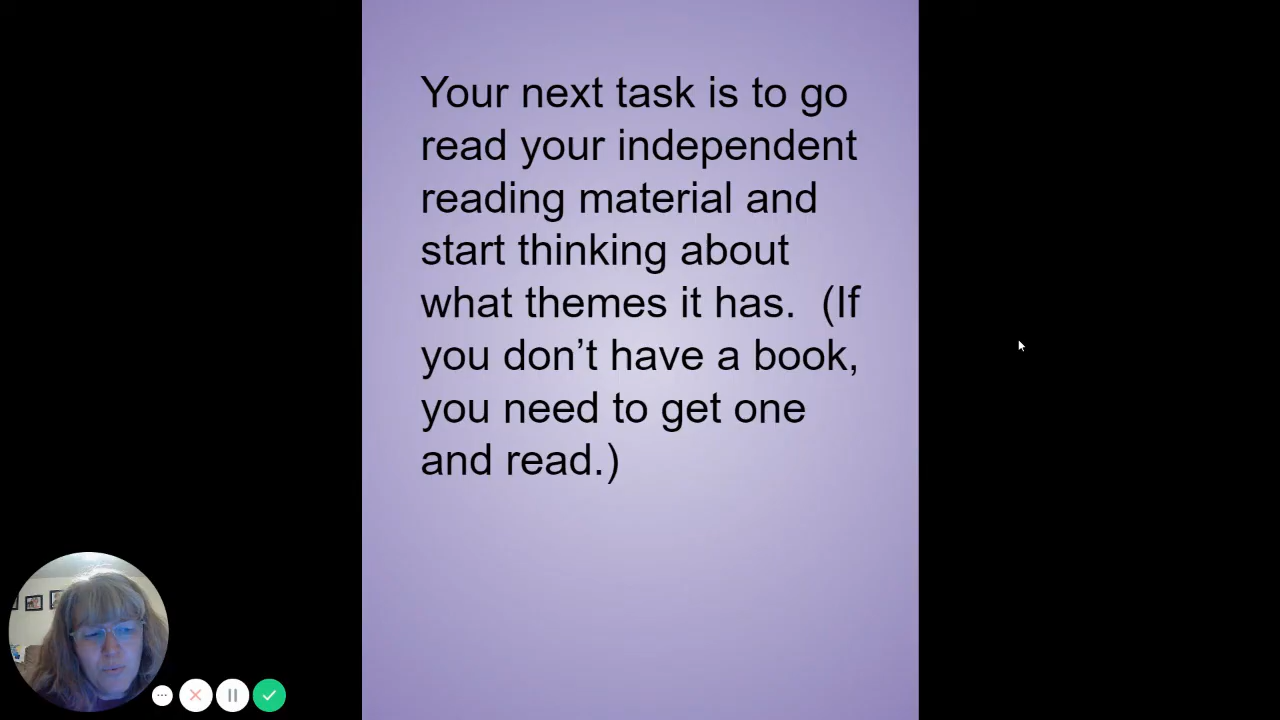 Your next task is to go
read your independent
reading material and
start thinking about
what themes it has.  (If
you don’t have a book,
you need to get one
and read.)